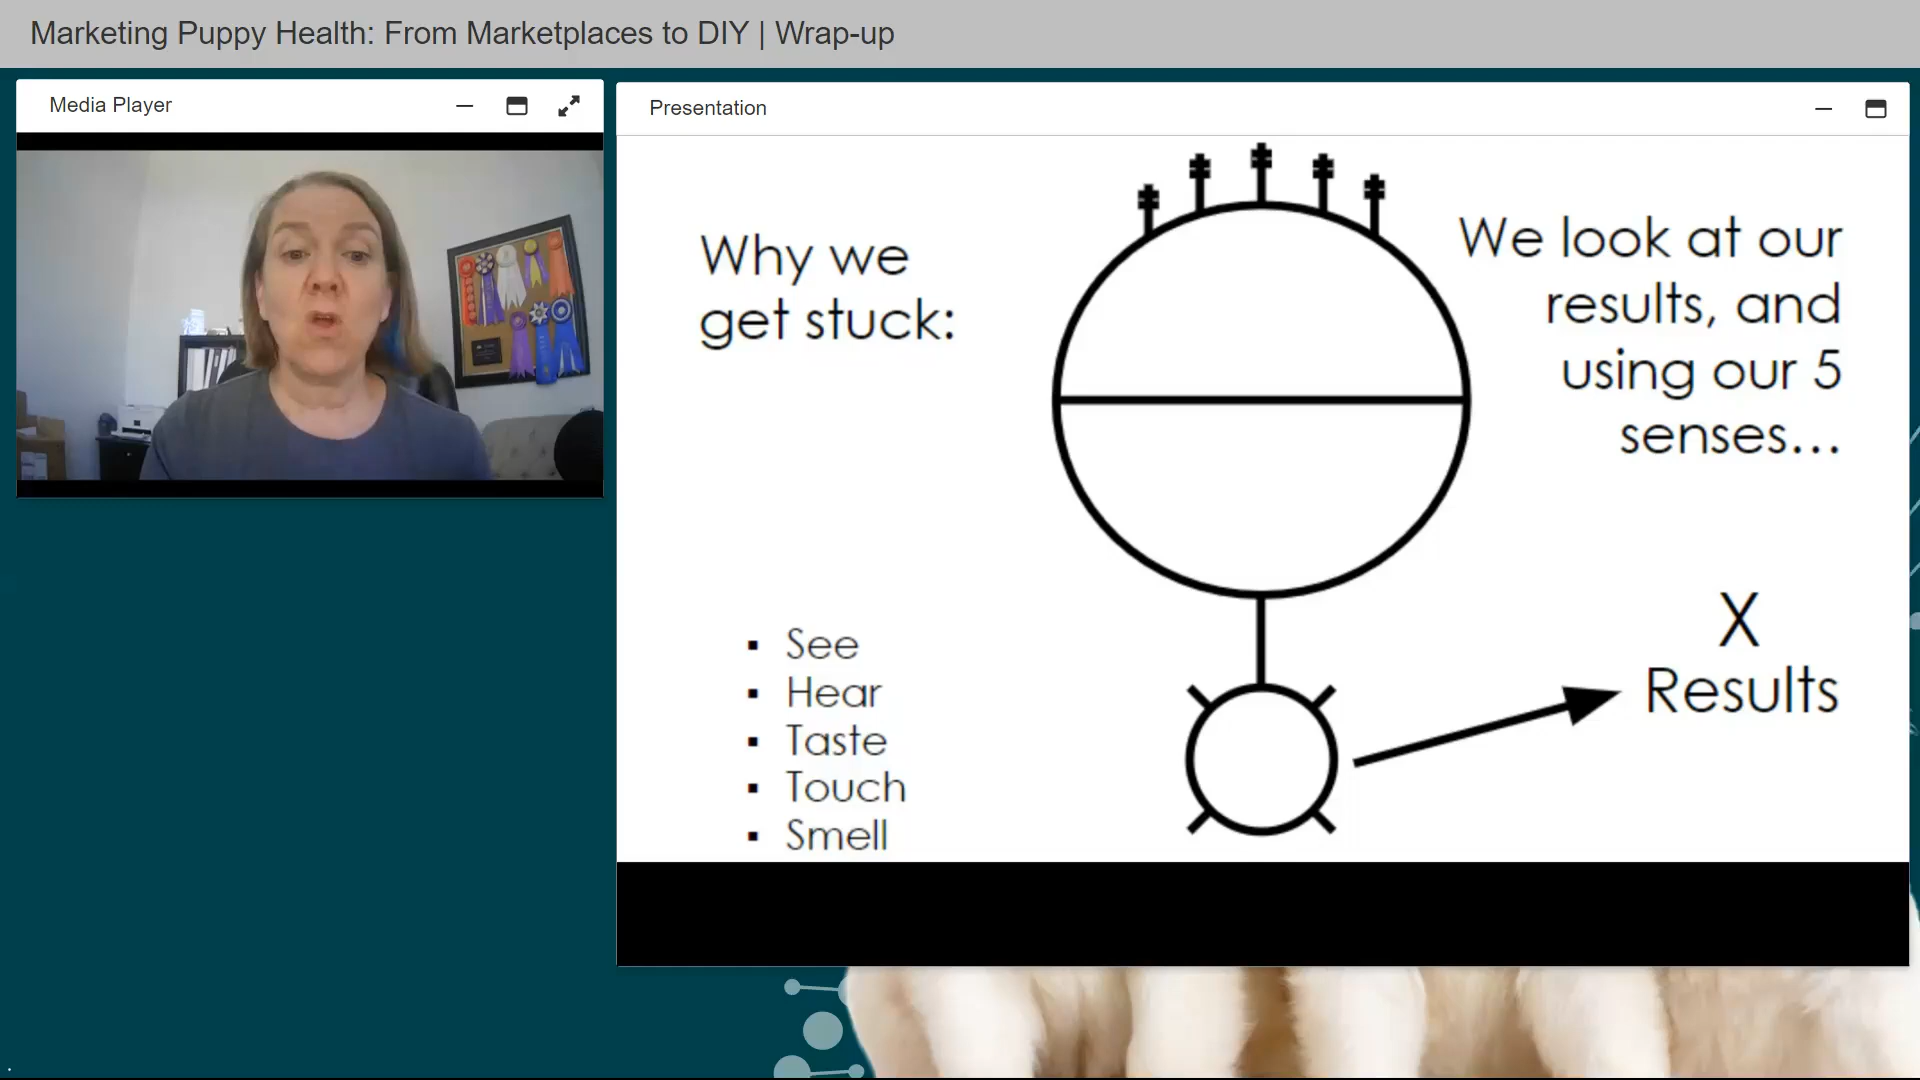 Marketing Puppy Health: From Marketplaces to DIY | Wrap-up
Media Player
Presentation
Why we
get stuck:
We look at our
results, and
using our 5
senses...
▪ See
▪ Hear
▪ Taste
▪ Touch
▪ Smell
X
Results